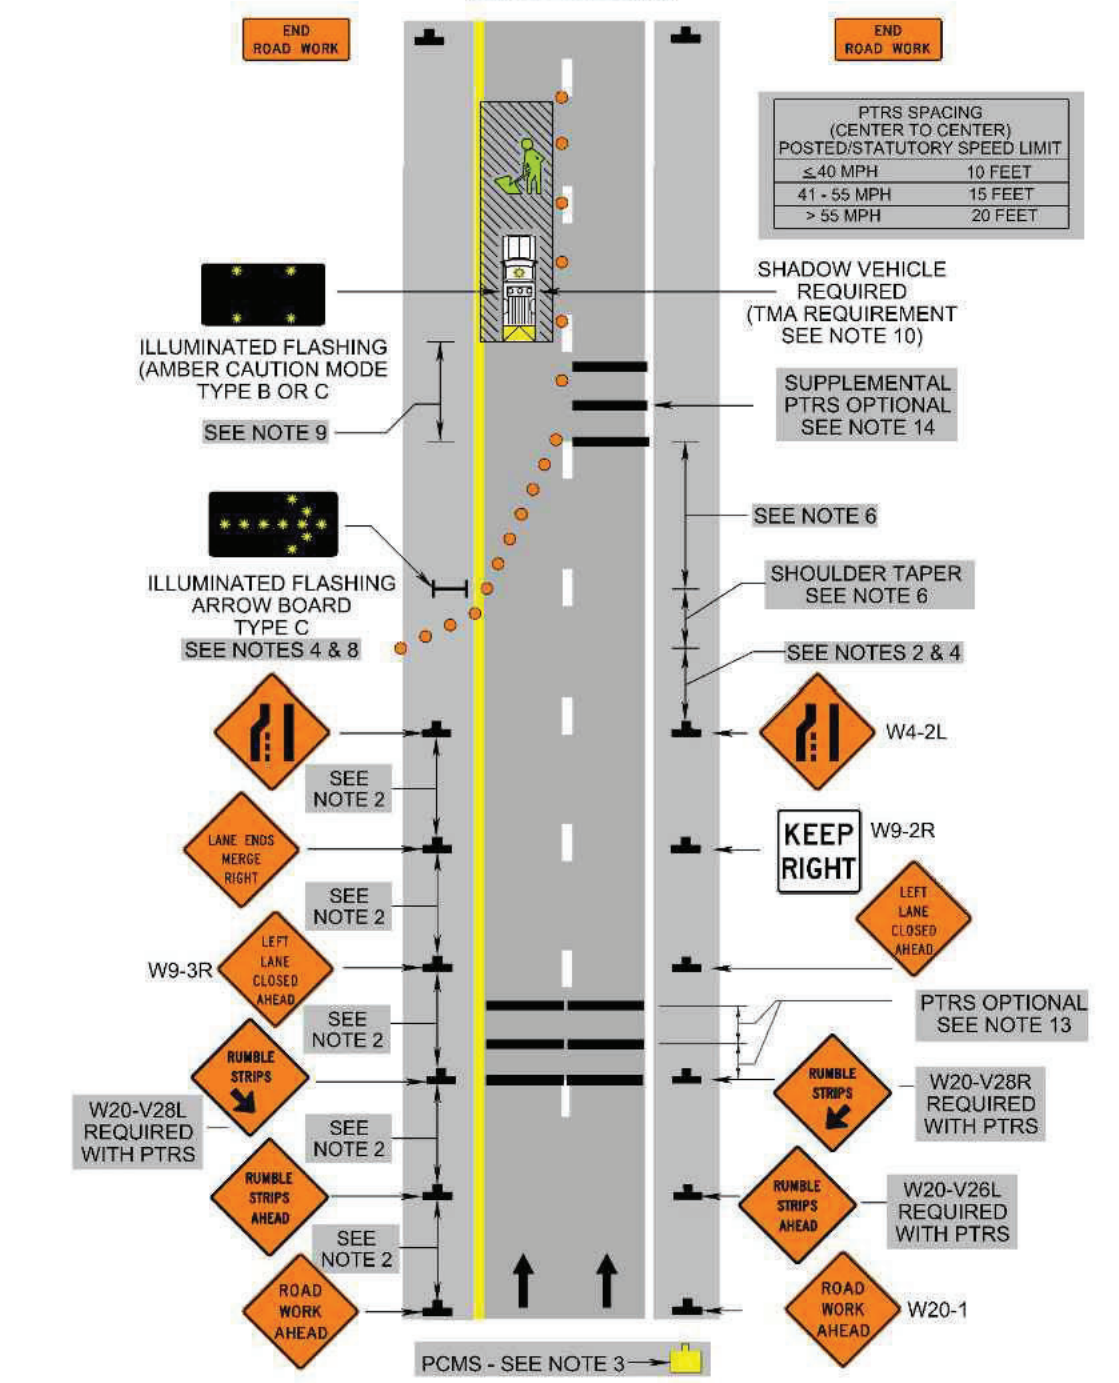 END
ROAD WORK
END
ROAD WORK
PTRS SPACING
(CENTER TO CENTER)
POSTED/STATUTORY SPEED LIMIT
≤40 MPH 10 FEET
41 - 55 MPH 15 FEET
> 55 MPH 20 FEET
SHADOW VEHICLE
REQUIRED
(TMA REQUIREMENT
SEE NOTE 10)
ILLUMINATED FLASHING
(AMBER CAUTION MODE
TYPE B OR C
SEE NOTE 9
SUPPLEMENTAL
PTRS OPTIONAL
SEE NOTE 14
SEE NOTE 6
ILLUMINATED FLASHING
ARROW BOARD
TYPE C
SEE NOTES 4 & 8
SHOULDER TAPER
SEE NOTE 6
SEE NOTES 2 & 4
W4-2L
SEE
NOTE 2
LANE ENDS
MERGE
RIGHT
KEEP
RIGHT
W9-2R
SEE
NOTE 2
LEFT
LANE
CLOSED
AHEAD
W9-3R
LEFT
LANE
CLOSED
AHEAD
SEE
NOTE 2
PTRS OPTIONAL
SEE NOTE 13
RUMBLE
STRIPS
RUMBLE
STRIPS
W20-V28L
REQUIRED
WITH PTRS
SEE
NOTE 2
W20-V28R
REQUIRED
WITH PTRS
RUMBLE
STRIPS
AHEAD
RUMBLE
STRIPS
AHEAD
W20-V26L
REQUIRED
WITH PTRS
SEE
NOTE 2
ROAD
WORK
AHEAD
ROAD
WORK
AHEAD
W20-1
PCMS - SEE NOTE 3